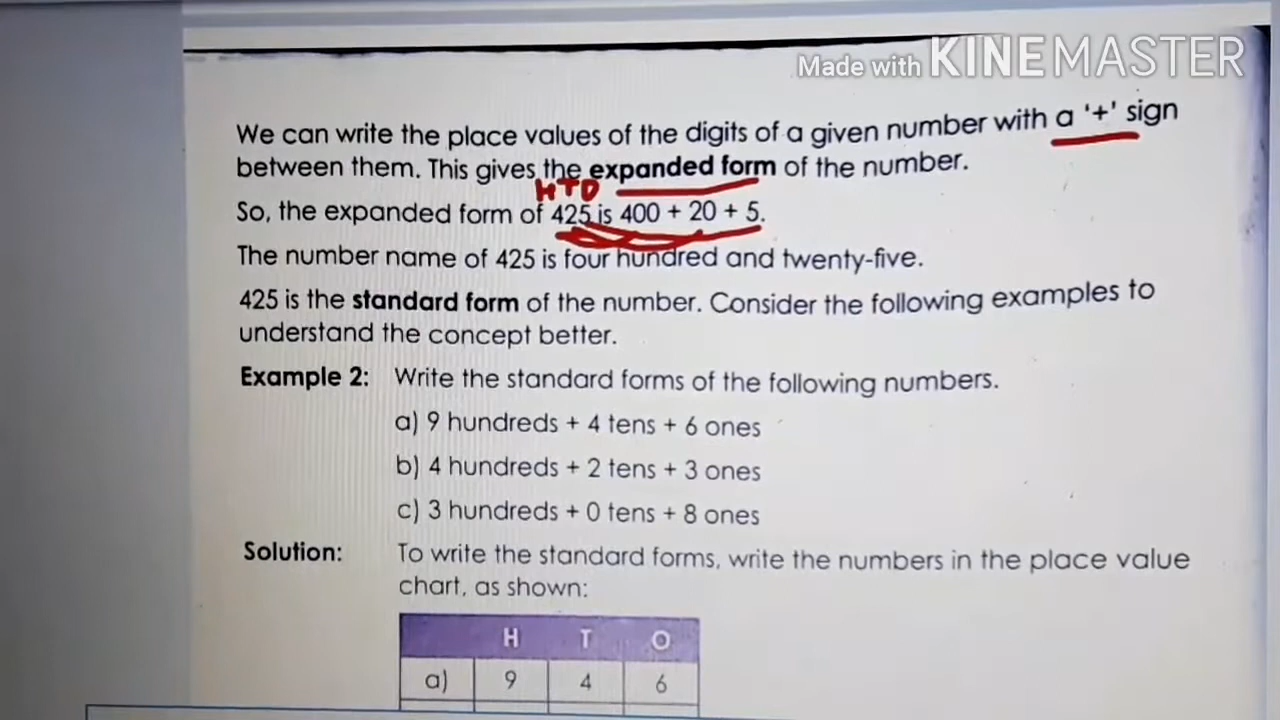 Made with KINEMASTER
We can write the place values of the digits of a given number with a '+' sign
between them. This gives the expanded form of the number.
HTO
So, the expanded form of 425 is 400 + 20 + 5.
The number name of 425 is four hundred and twenty-five.
425 is the standard form of the number. Consider the following examples to
understand the concept better.
Example 2: Write the standard forms of the following numbers.
a) 9 hundreds + 4 tens + 6 ones
b) 4 hundreds + 2 tens + 3 ones
c) 3 hundreds + 0 tens + 8 ones
Solution: To write the standard forms, write the numbers in the place value
chart, as shown:
H T O
a) 9 4 6